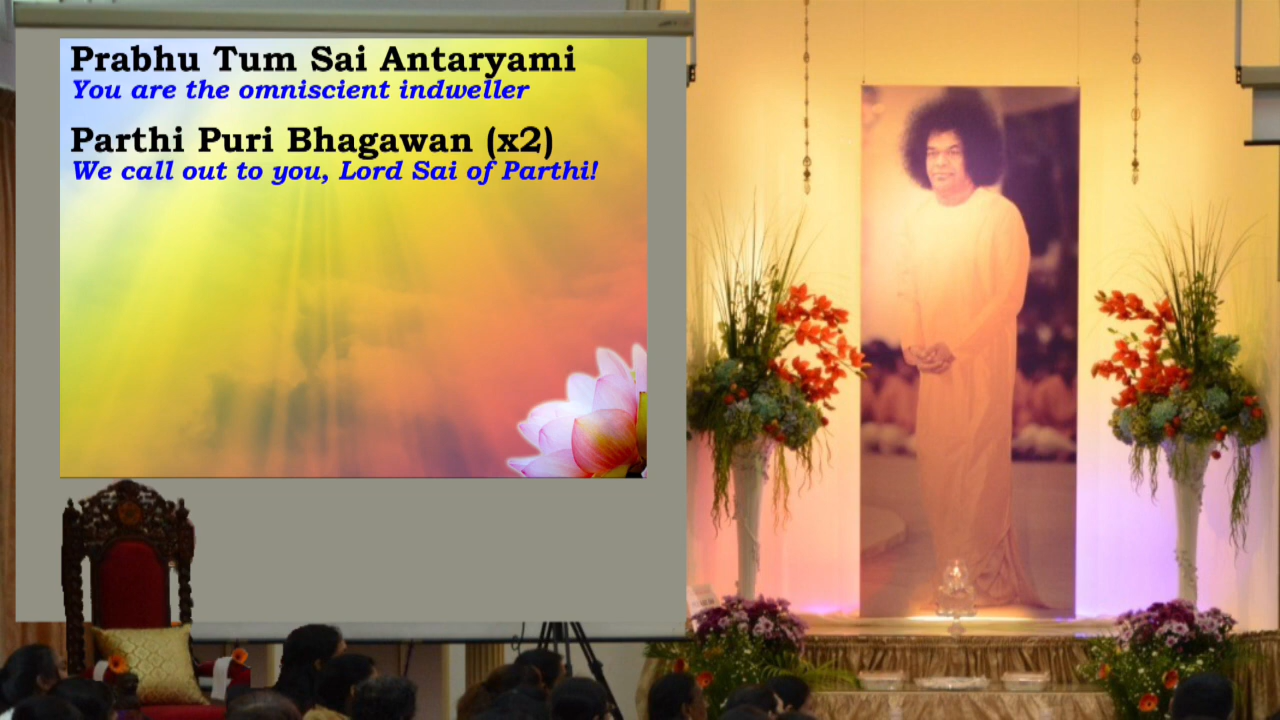 Prabhu Tum Sai Antaryami
You are the omniscient indweller
Parthi Puri Bhagawan (x2)
We call out to you, Lord Sai of Parthi!